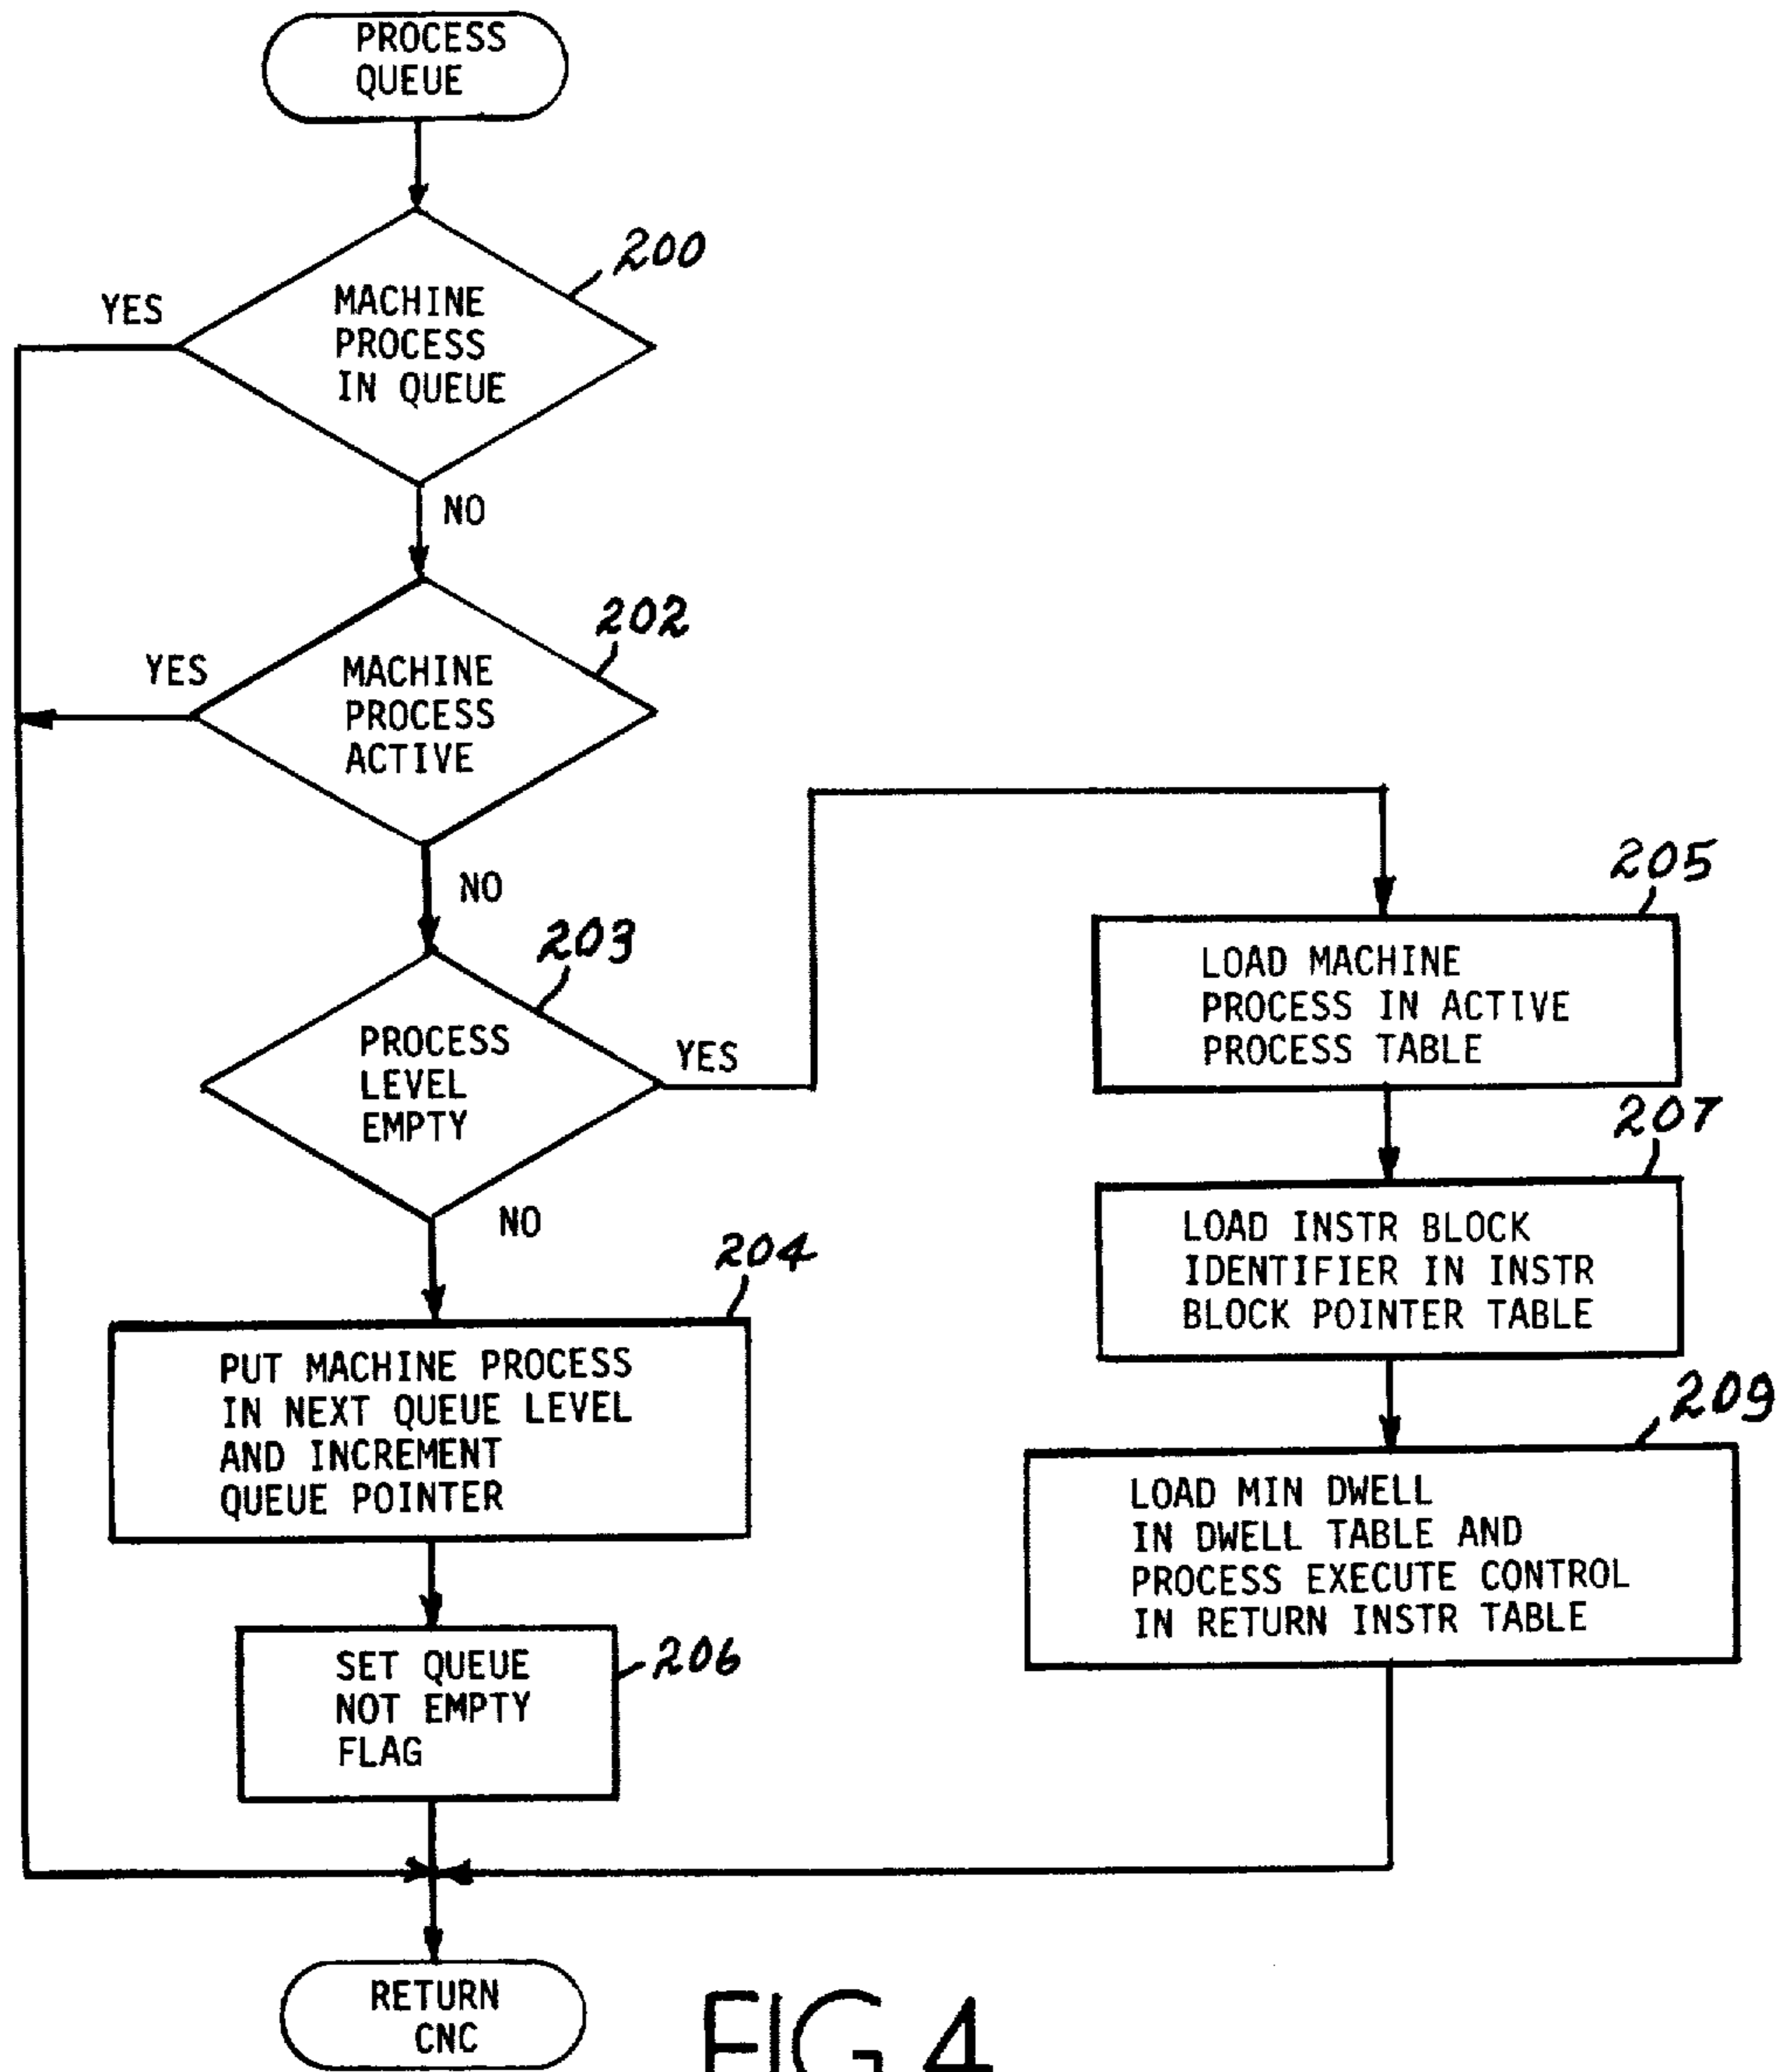 PROCESS
QUEUE
200
YES
MACHINE
PROCESS
IN QUEUE
NO
202
YES
MACHINE
PROCESS
ACTIVE
NO
203
PROCESS
LEVEL
EMPTY
YES
NO
204
PUT MACHINE PROCESS
IN NEXT QUEUE LEVEL
AND INCREMENT
QUEUE POINTER
206
SET QUEUE
NOT EMPTY
FLAG
205
LOAD MACHINE
PROCESS IN ACTIVE
PROCESS TABLE
207
LOAD INSTR BLOCK
IDENTIFIER IN INSTR
BLOCK POINTER TABLE
209
LOAD MIN DWELL
IN DWELL TABLE AND
PROCESS EXECUTE CONTROL
IN RETURN INSTR TABLE
RETURN
CNC
FIG 4